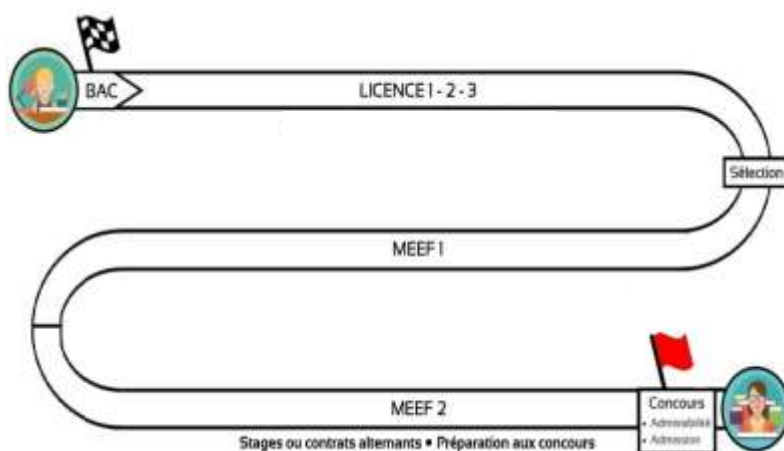 BAC
LICENCE 1 - 2 - 3
Sélection
MEEF 1
MEEF 2
Concours
• Admissibilité
• Admission
Stages ou contrats alternants • Préparation aux concours